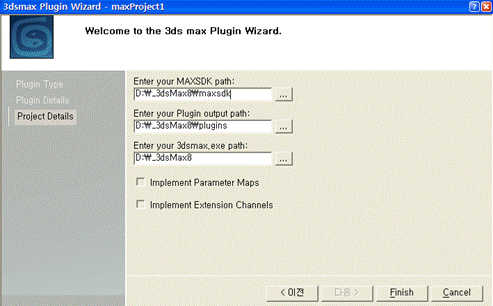 3dsmax Plugin Wizard - maxProject1
Welcome to the 3ds max Plugin Wizard.
Plugin Type
Plugin Details
Project Details
Enter your MAXSDK path:
D:₩_3dsMax8₩maxsdk
...
Enter your Plugin output path:
D:₩_3dsMax8₩plugins
...
Enter your 3dsmax.exe path:
D:₩_3dsMax8
...
Implement Parameter Maps
Implement Extension Channels
< 이전
다음 >
Finish
Cancel